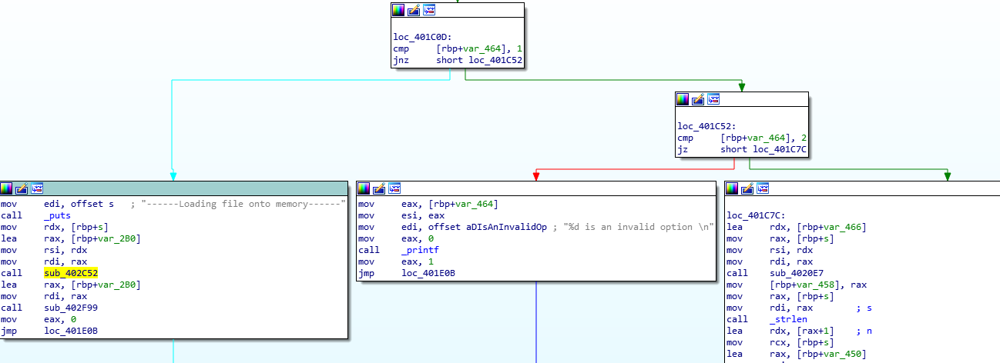 loc_401C0D:
cmp [rbp+var_464], 1
jnz short loc_401C52
loc_401C52:
cmp [rbp+var_464], 2
jz short loc_401C7C
mov edi, offset s ; "------Loading file onto memory------"
call _puts
mov rdx, [rbp+s]
lea rax, [rbp+var_2B0]
mov rsi, rdx
mov rdi, rax
call sub_402C52
lea rax, [rbp+var_2B0]
mov rdi, rax
call sub_402F99
mov eax, 0
jmp loc_401E0B
mov eax, [rbp+var_464]
mov esi, eax
mov edi, offset aDIsAnInvalidOp ; "%d is an invalid option \n"
mov eax, 0
call _printf
mov eax, 1
jmp loc_401E0B
loc_401C7C:
lea rdx, [rbp+var_466]
mov rax, [rbp+s]
mov rsi, rdx
mov rdi, rax
call sub_4020E7
mov [rbp+var_458], rax
mov rax, [rbp+s]
mov rdi, rax ; s
call _strlen
lea rdx, [rax+1] ; n
mov rcx, [rbp+s]
lea rax, [rbp+var_450]